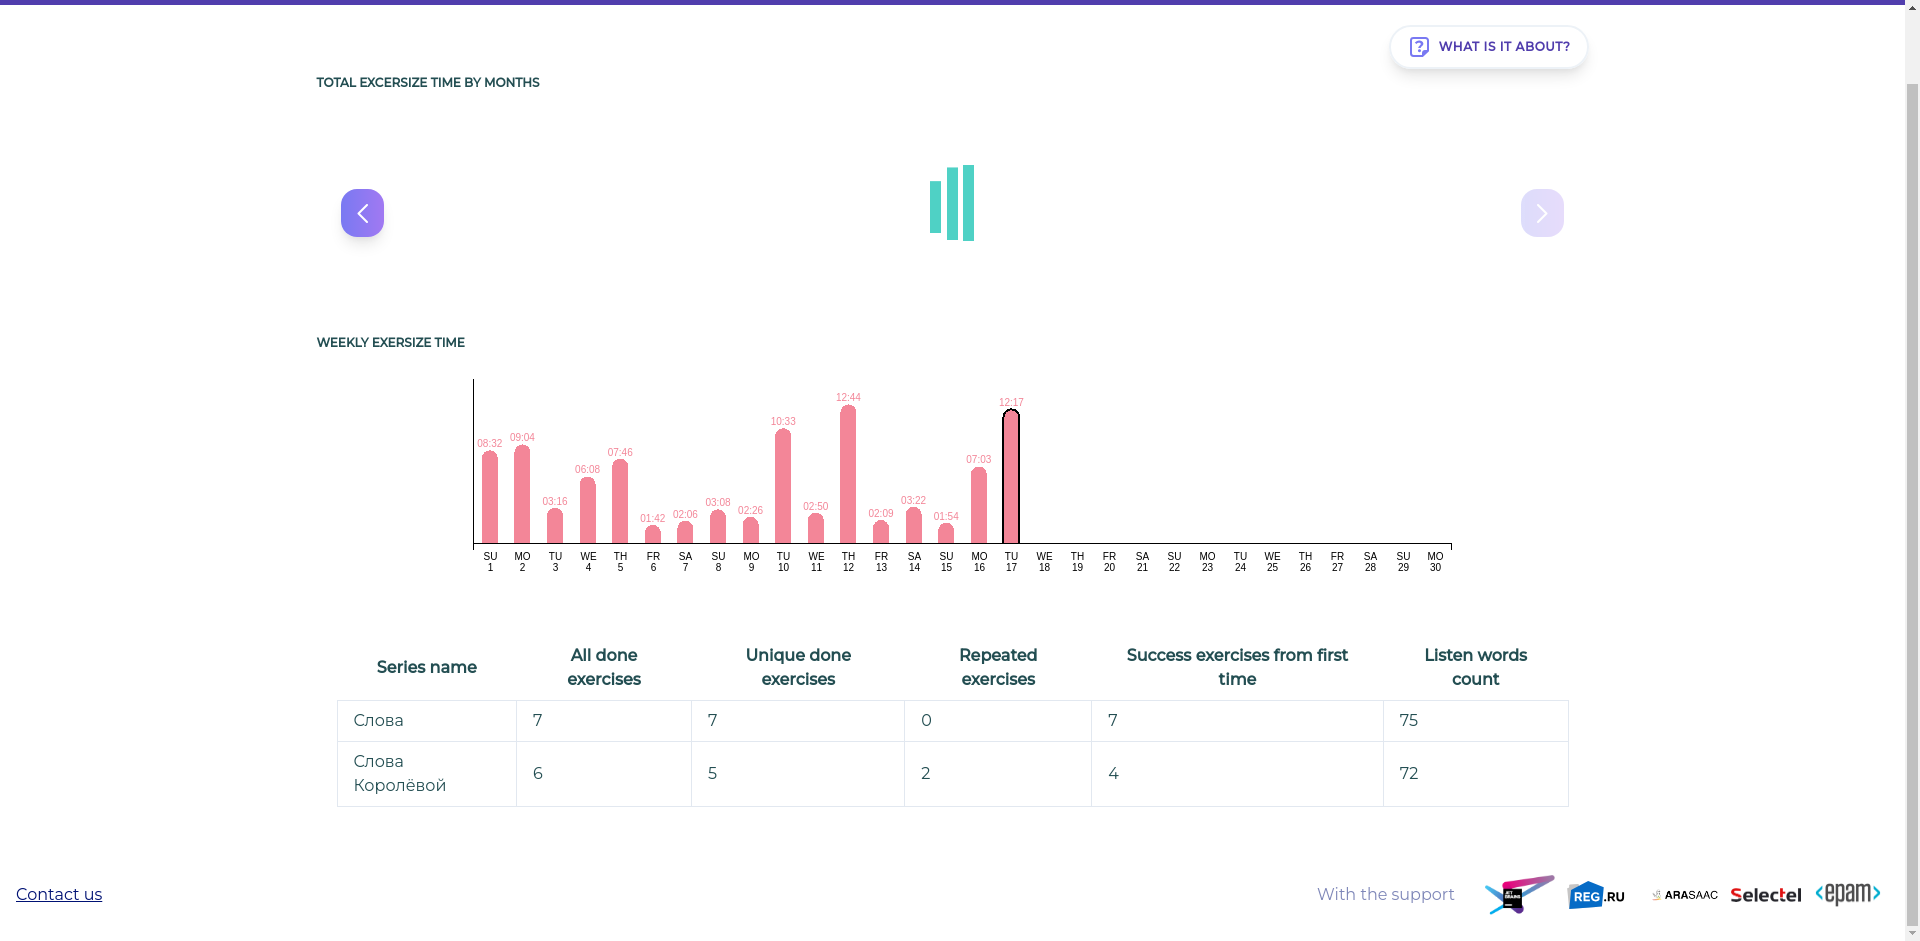 WHAT IS IT ABOUT?
TOTAL EXCERSIZE TIME BY MONTHS
WEEKLY EXERSIZE TIME
08:32 09:04 03:16 06:08 07:46 01:42 02:06 03:08 02:26 10:33 02:50 12:44 02:09 03:22 01:54 07:03 12:17
SU MO TU WE TH FR SA SU MO TU WE TH FR SA SU MO TU WE TH FR SA SU MO TU WE TH FR SA SU MO
1 2 3 4 5 6 7 8 9 10 11 12 13 14 15 16 17 18 19 20 21 22 23 24 25 26 27 28 29 30
Series name
All done
exercises
Unique done
exercises
Repeated
exercises
Success exercises from first
time
Listen words
count
Слова 7 7 0 7 75
Слова
Королёвой
6 5 2 4 72
Contact us
With the support
JET
BRAINS
REG.RU
ARASAAC
Selectel
<epam>